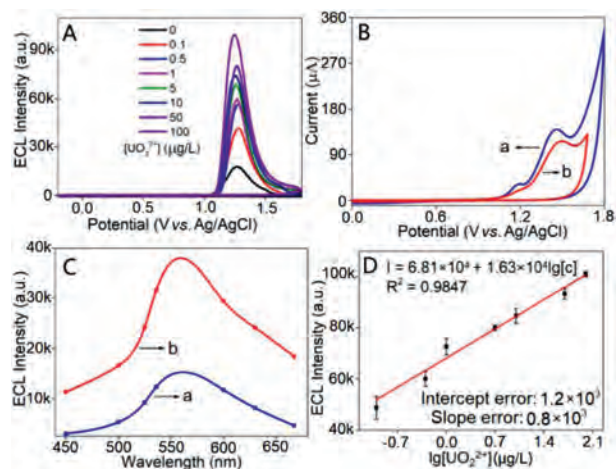 A
0
0.1
0.5
1
5
10
50
100
[UO₂²⁺] (μg/L)
90k
60k
30k
0
ECL Intensity (a.u.)
0.0 0.5 1.0 1.5
Potential (V vs. Ag/AgCl)
B
360
270
180
90
0
Current (μA)
a
b
0.0 0.6 1.2 1.8
Potential (V vs. Ag/AgCl)
C
40k
30k
20k
10k
ECL Intensity (a.u.)
b
a
450 500 550 600 650
Wavelength (nm)
D
I = 6.81×10⁴ + 1.63×10⁴lg[c]
R² = 0.9847
100k
80k
60k
40k
ECL Intensity (a.u.)
Intercept error: 1.2×10³
Slope error: 0.8×10³
-0.7 0.0 0.7 1.4 2.1
lg[UO₂²⁺](μg/L)